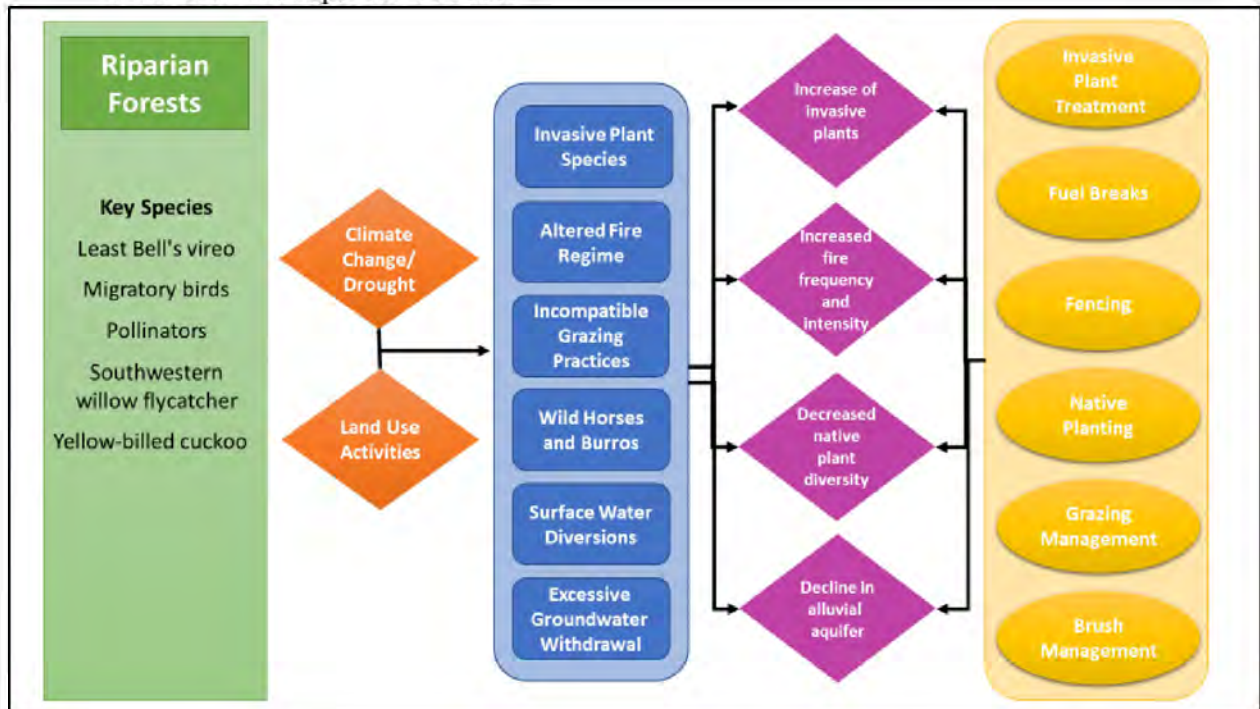 Riparian
Forests
Key Species
Least Bell's vireo
Migratory birds
Pollinators
Southwestern
willow flycatcher
Yellow-billed cuckoo
Climate
Change/
Drought
Land Use
Activities
Invasive Plant
Species
Altered Fire
Regime
Incompatible
Grazing
Practices
Wild Horses
and Burros
Surface Water
Diversions
Excessive
Groundwater
Withdrawal
Increase of
invasive
plants
Increased
fire
frequency
and
intensity
Decreased
native
plant
diversity
Decline in
alluvial
aquifer
Invasive
Plant
Treatment
Fuel Breaks
Fencing
Native
Planting
Grazing
Management
Brush
Management